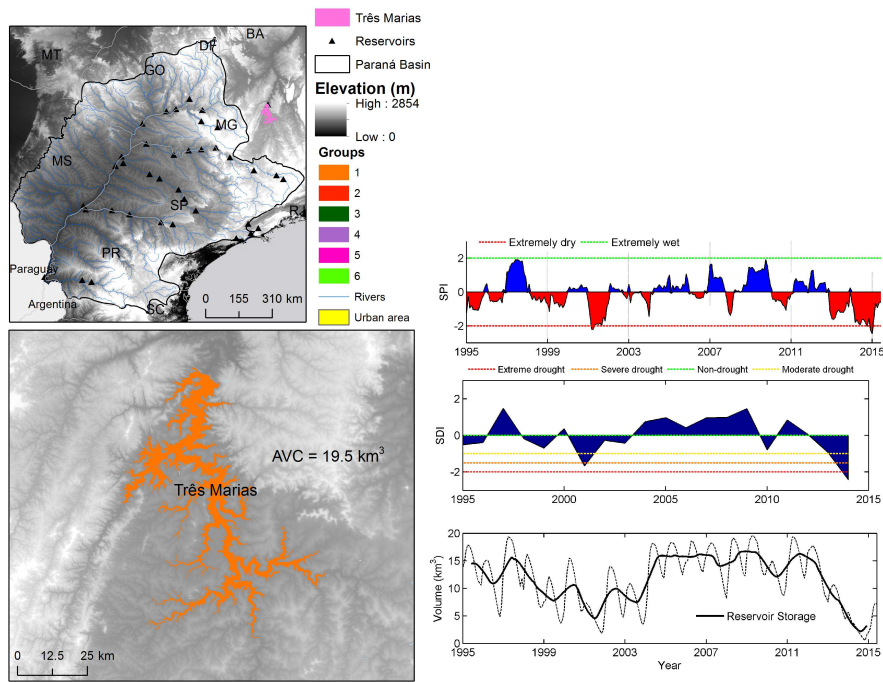 Três Marias
Reservoirs
Paraná Basin
Elevation (m)
High : 2854
Low : 0
Groups
1
2
3
4
5
6
Rivers
Urban area
BA
DF
MT
GO
MG
MS
SP
R
PR
Paraguay
Argentina
SC
0 155 310 km
AVC = 19.5 km³
Três Marias
0 12.5 25 km
Extremely dry Extremely wet
SPI
2
0
-2
1995 1999 2003 2007 2011 2015
Extreme drought Severe drought Non-drought Moderate drought
SDI
2
0
-2
1995 2000 2005 2010 2015
Volume (km³)
20
15
10
5
0
Reservoir Storage
1995 1999 2003 2007 2011 2015
Year